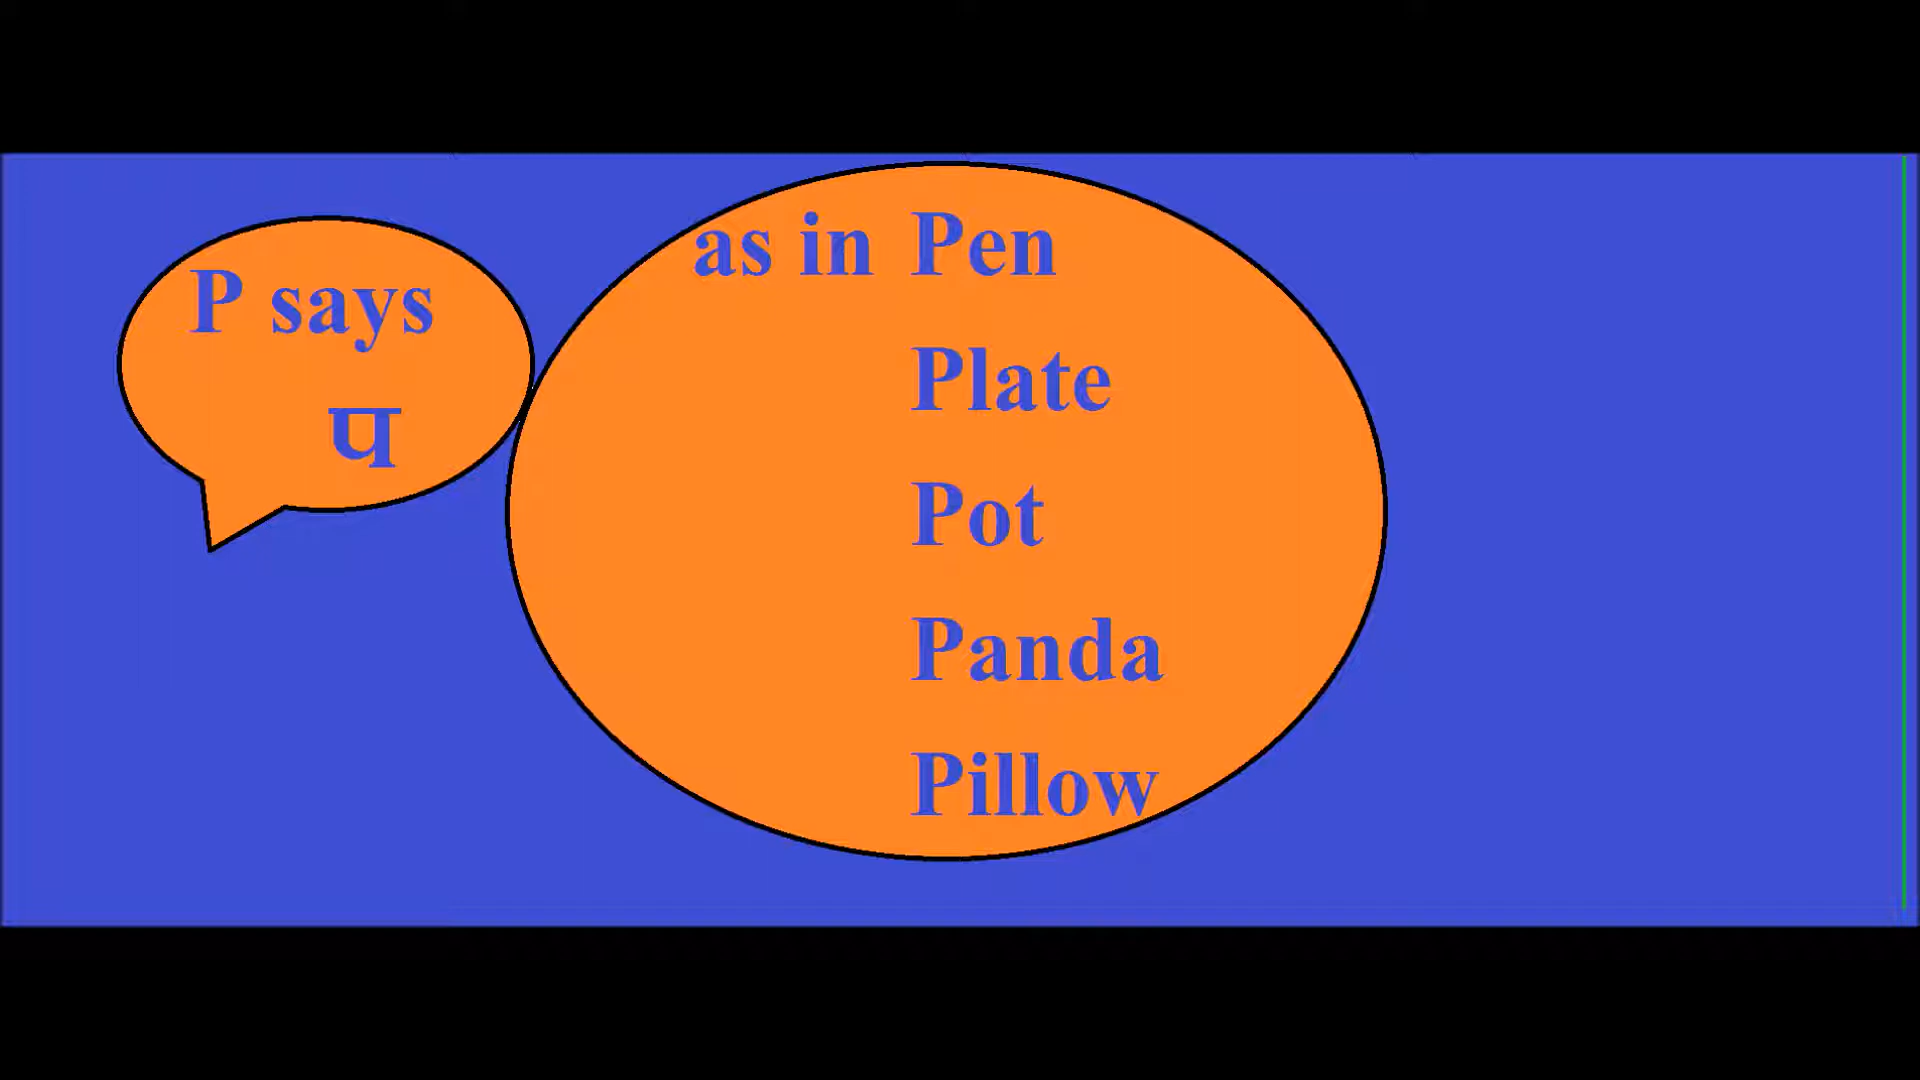 P says
प
as in Pen
Plate
Pot
Panda
Pillow